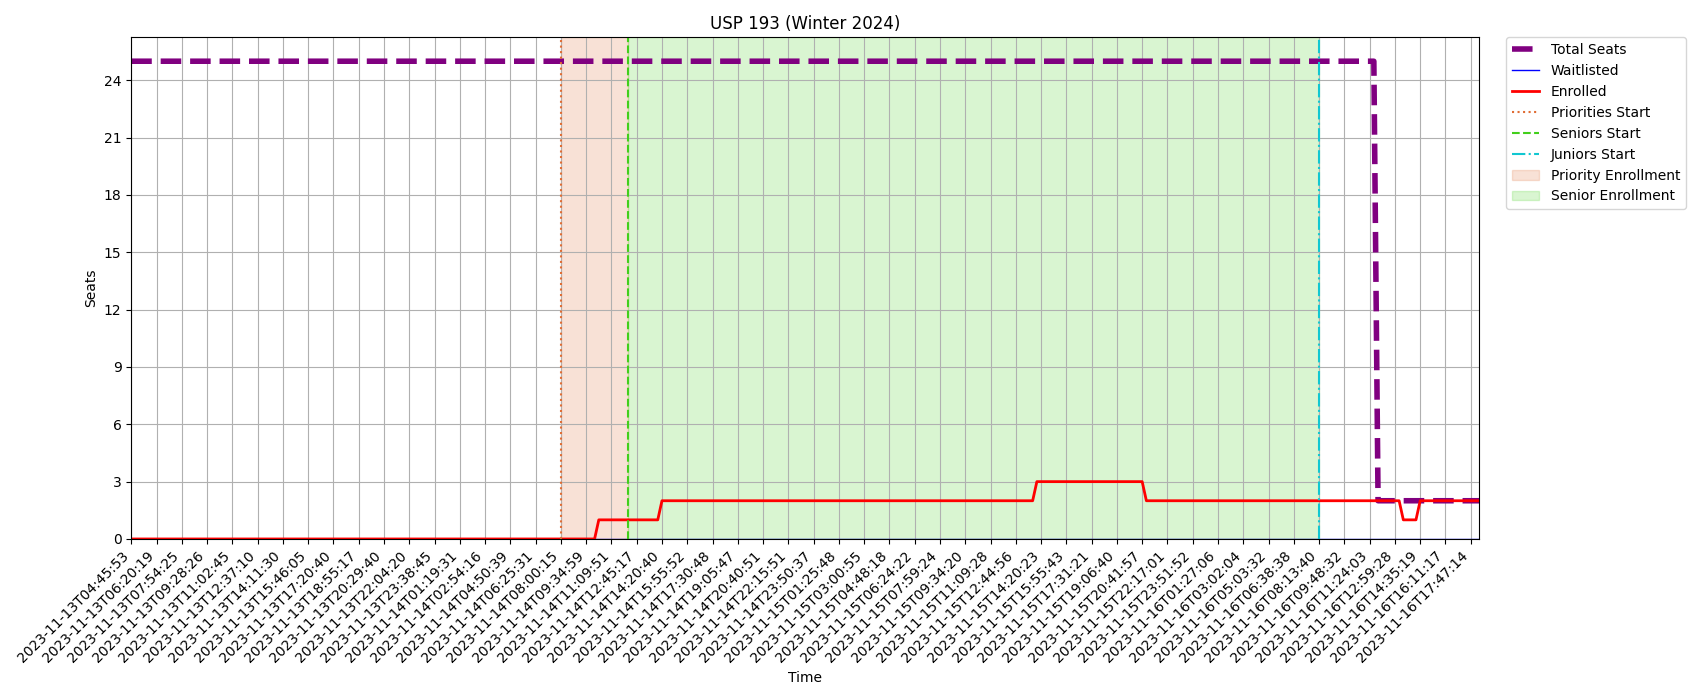 USP 193 (Winter 2024)
Total Seats
Waitlisted
Enrolled
Priorities Start
Seniors Start
Juniors Start
Priority Enrollment
Senior Enrollment
Seats
24
21
18
15
12
9
6
3
0
2023-11-13T04:45:53
2023-11-13T06:20:19
2023-11-13T07:54:25
2023-11-13T09:28:26
2023-11-13T11:02:45
2023-11-13T12:37:10
2023-11-13T14:11:30
2023-11-13T15:46:05
2023-11-13T17:20:40
2023-11-13T18:55:17
2023-11-13T20:29:40
2023-11-13T22:04:20
2023-11-13T23:38:45
2023-11-14T01:19:31
2023-11-14T02:54:16
2023-11-14T04:50:39
2023-11-14T06:25:31
2023-11-14T08:00:15
2023-11-14T09:34:59
2023-11-14T11:09:51
2023-11-14T12:45:17
2023-11-14T14:20:40
2023-11-14T15:55:52
2023-11-14T17:30:48
2023-11-14T19:05:47
2023-11-14T20:40:51
2023-11-14T22:15:51
2023-11-14T23:50:37
2023-11-15T01:25:48
2023-11-15T03:00:55
2023-11-15T04:48:18
2023-11-15T06:24:22
2023-11-15T07:59:24
2023-11-15T09:34:20
2023-11-15T11:09:28
2023-11-15T12:44:56
2023-11-15T14:20:23
2023-11-15T15:55:43
2023-11-15T17:31:21
2023-11-15T19:06:40
2023-11-15T20:41:57
2023-11-15T22:17:01
2023-11-15T23:51:52
2023-11-16T01:27:06
2023-11-16T03:02:04
2023-11-16T05:03:32
2023-11-16T06:38:38
2023-11-16T08:13:40
2023-11-16T09:48:32
2023-11-16T11:24:03
2023-11-16T12:59:28
2023-11-16T14:35:19
2023-11-16T16:11:17
2023-11-16T17:47:14
Time